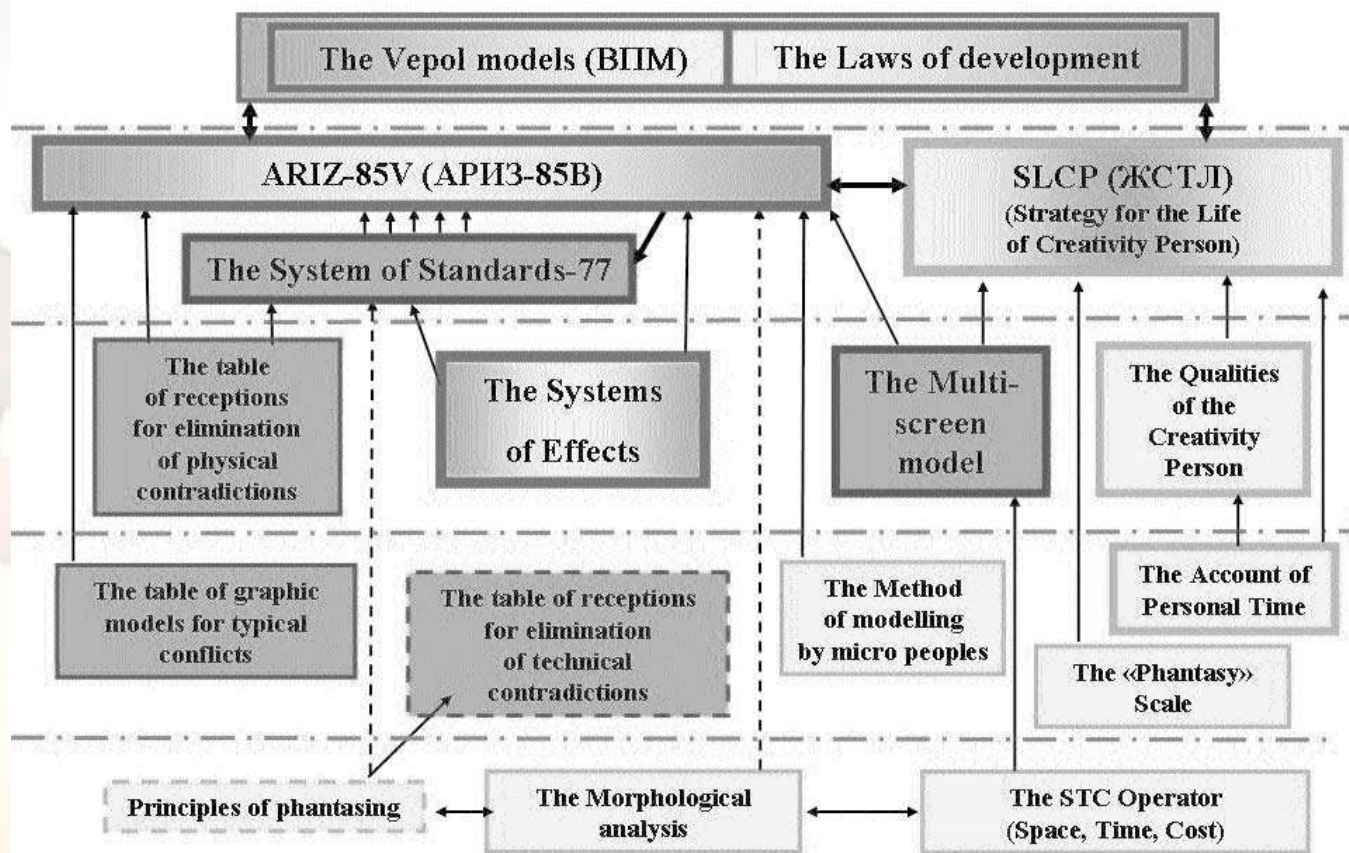 The Vepol models (ВПМ)
The Laws of development
ARIZ-85V (АРИЗ-85В)
SLCP (ЖСТЛ)
(Strategy for the Life
of Creativity Person)
The System of Standards-77
The table
of receptions
for elimination
of physical
contradictions
The Systems
of Effects
The Multi-
screen
model
The Qualities
of the
Creativity
Person
The table of graphic
models for typical
conflicts
The table of receptions
for elimination
of technical
contradictions
The Method
of modelling
by micro peoples
The Account of
Personal Time
The «Phantasy»
Scale
Principles of phantasing
The Morphological
analysis
The STC Operator
(Space, Time, Cost)